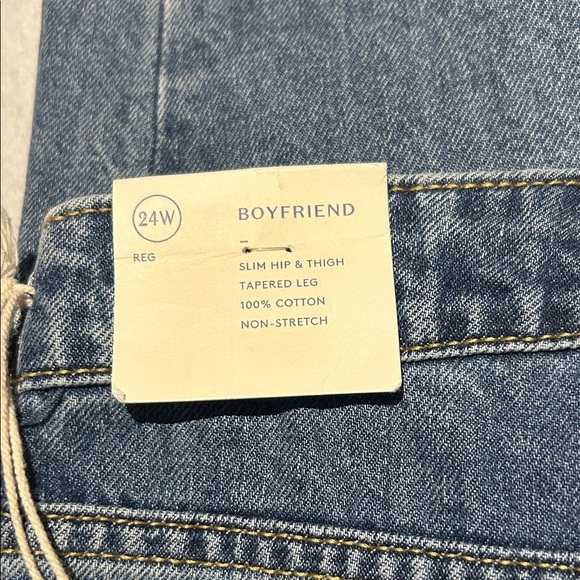 24W
REG
BOYFRIEND
SLIM HIP & THIGH
TAPERED LEG
100% COTTON
NON-STRETCH